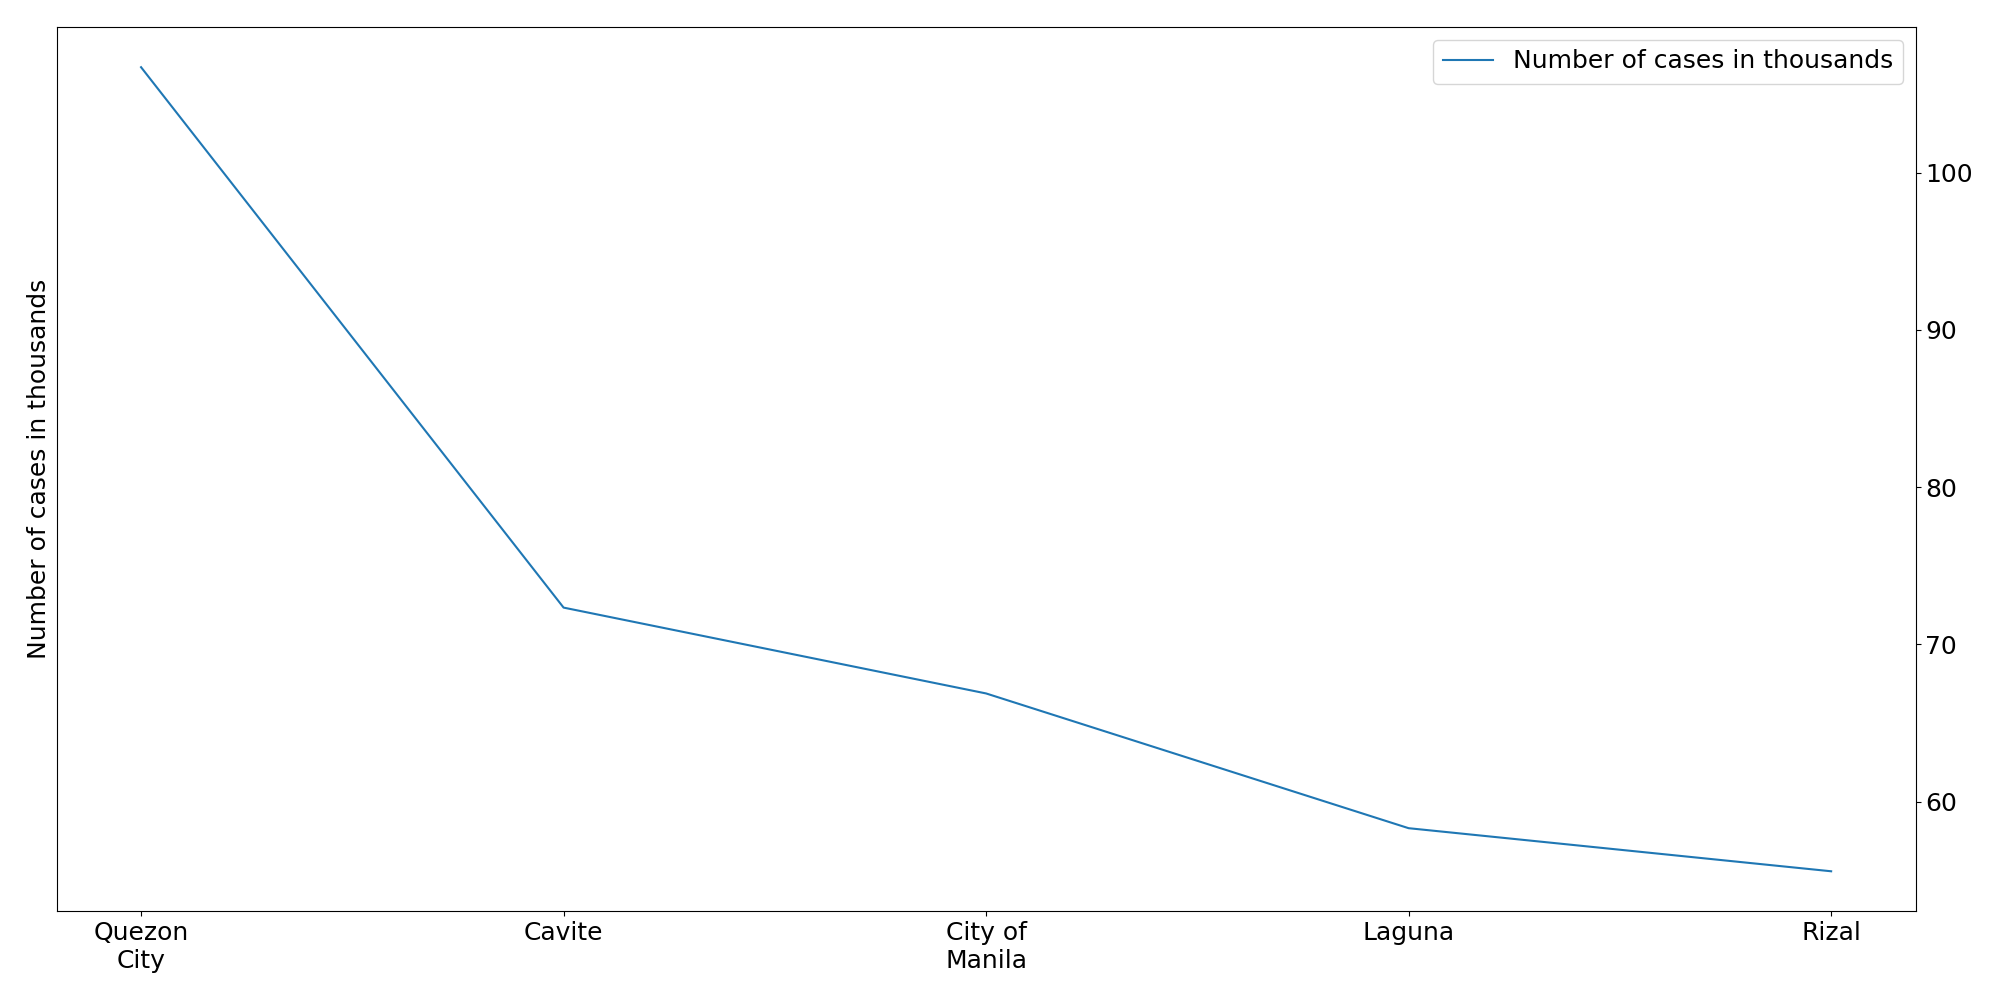 Number of cases in thousands
Number of cases in thousands
100
90
80
70
60
Quezon
City
Cavite
City of
Manila
Laguna
Rizal